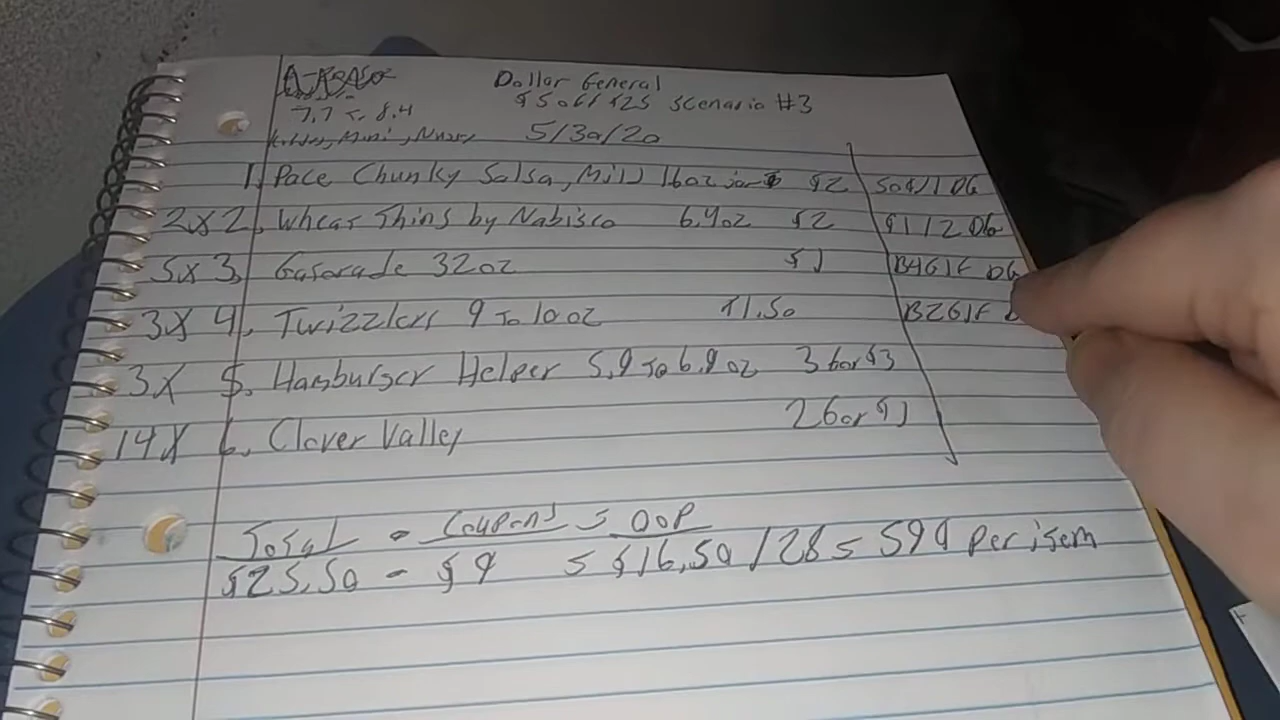 Dollar General
$5 off $25 Scenario #3
7.7 8.4
5/30/20
1. Pace Chunky Salsa, Mild 16oz jar $2 50¢/1 DG
2x 2. Wheat Thins by Nabisco 6.9oz $2 $1/2 DG
5x 3. Gatorade 32oz $1 B4G1F DG
3x 4. Twizzlers 9 To 10 oz $1.50 B2G1F
3x 5. Hamburger Helper 5.9 To 6.9 oz 3 for $3
14x 6. Clover Valley 2 for $1
Total - Coupons = OOP
$25.50 - $9 = $16.50 /28 = 59¢ per item